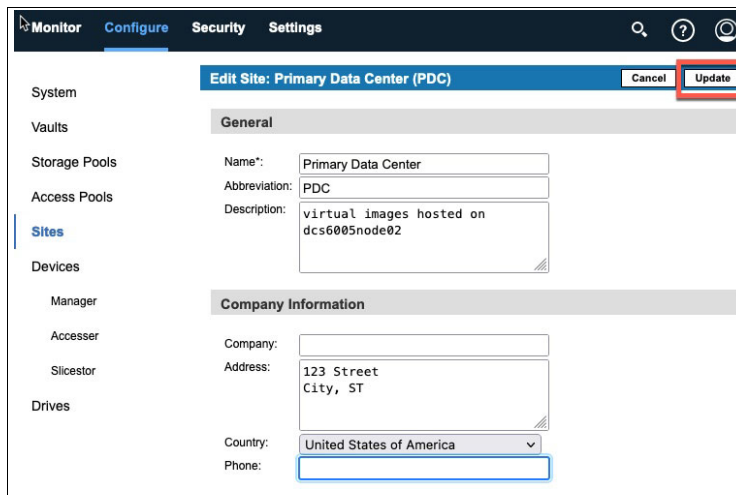 Monitor Configure Security Settings ?
Edit Site: Primary Data Center (PDC) Cancel Update
System
Vaults
Storage Pools
Access Pools
Sites
Devices
Manager
Accesser
Slicestor
Drives
General
Name*: Primary Data Center
Abbreviation: PDC
Description: virtual images hosted on
dcs6005node02
Company Information
Company:
Address: 123 Street
City, ST
Country: United States of America
Phone: